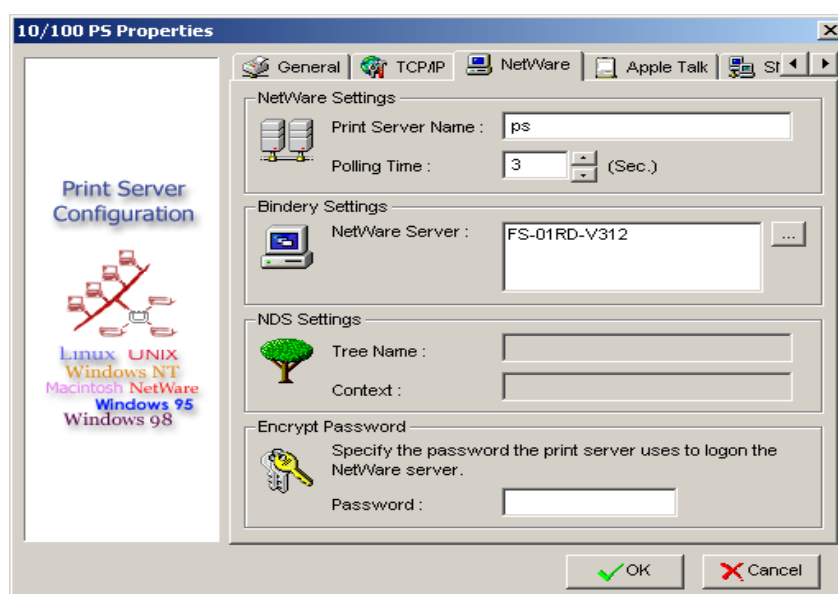 10/100 PS Properties
General
TCP/IP
NetWare
Apple Talk
NetWare Settings
Print Server Name :
ps
Polling Time :
3
(Sec.)
Bindery Settings
NetWare Server :
FS-01RD-V312
...
NDS Settings
Tree Name :
Context :
Encrypt Password
Specify the password the print server uses to logon the
NetWare server.
Password :
Print Server
Configuration
Linux UNIX
Windows NT
Macintosh NetWare
Windows 95
Windows 98
OK
Cancel